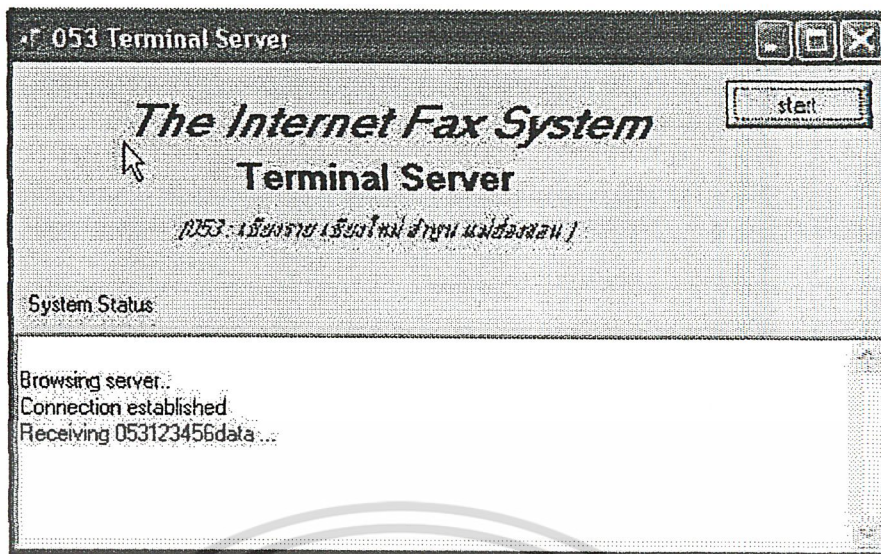 053 Terminal Server
start
The Internet Fax System
Terminal Server
[053 : เชียงราย เชียงใหม่ ลำพูน แม่ฮ่องสอน ]
System Status
Browsing server..
Connection established
Receiving 053123456data ...